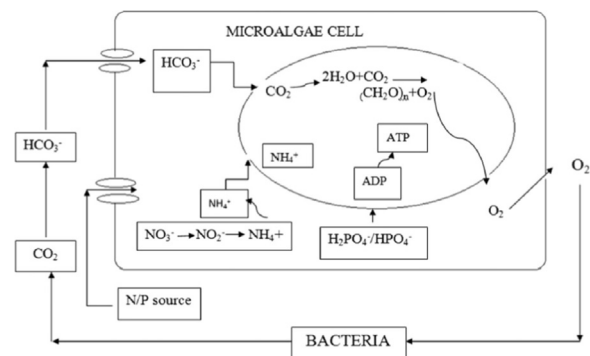 MICROALGAE CELL
HCO₃⁻
CO₂
2H₂O+CO₂
(CH₂O)ₙ+O₂
HCO₃⁻
ATP
NH₄⁺
ADP
O₂
NH₄⁺
O₂
NO₃⁻ → NO₂⁻ → NH₄+
H₂PO₄⁻/HPO₄⁻
CO₂
N/P source
BACTERIA